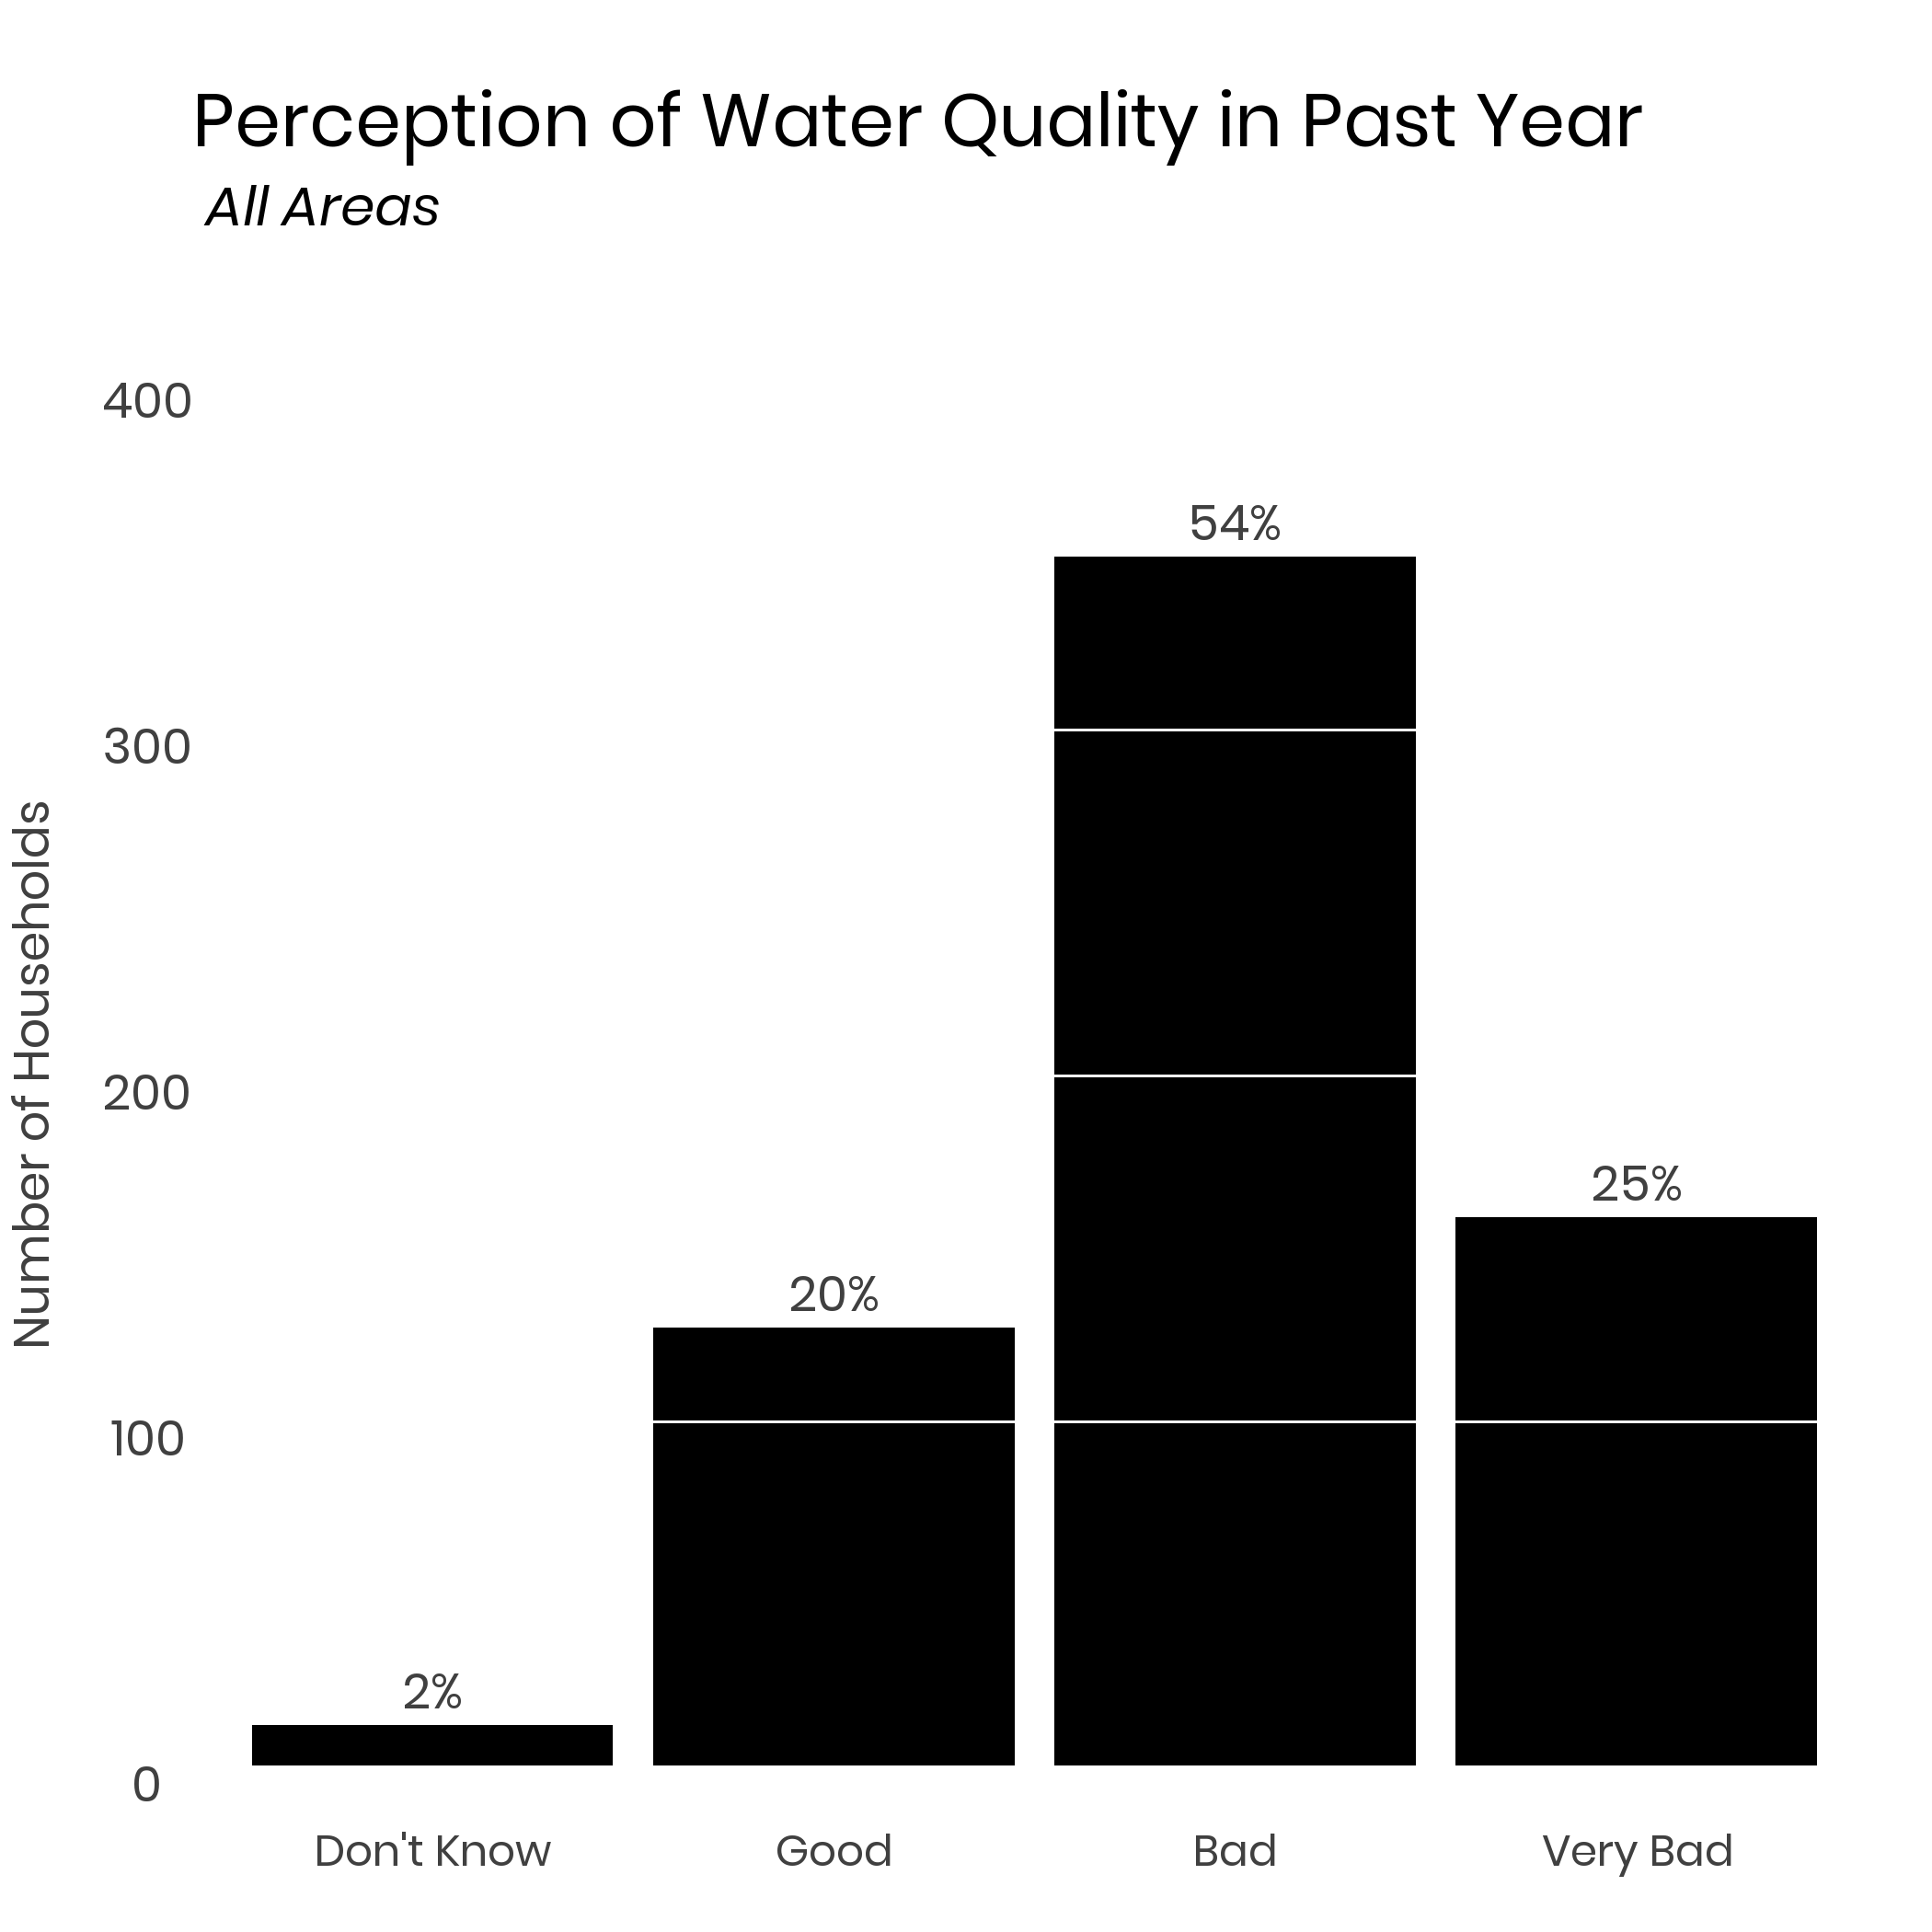 Perception of Water Quality in Past Year
All Areas
400
54%
300
Number of Households
200
25%
20%
100
2%
0
Don't Know
Good
Bad
Very Bad